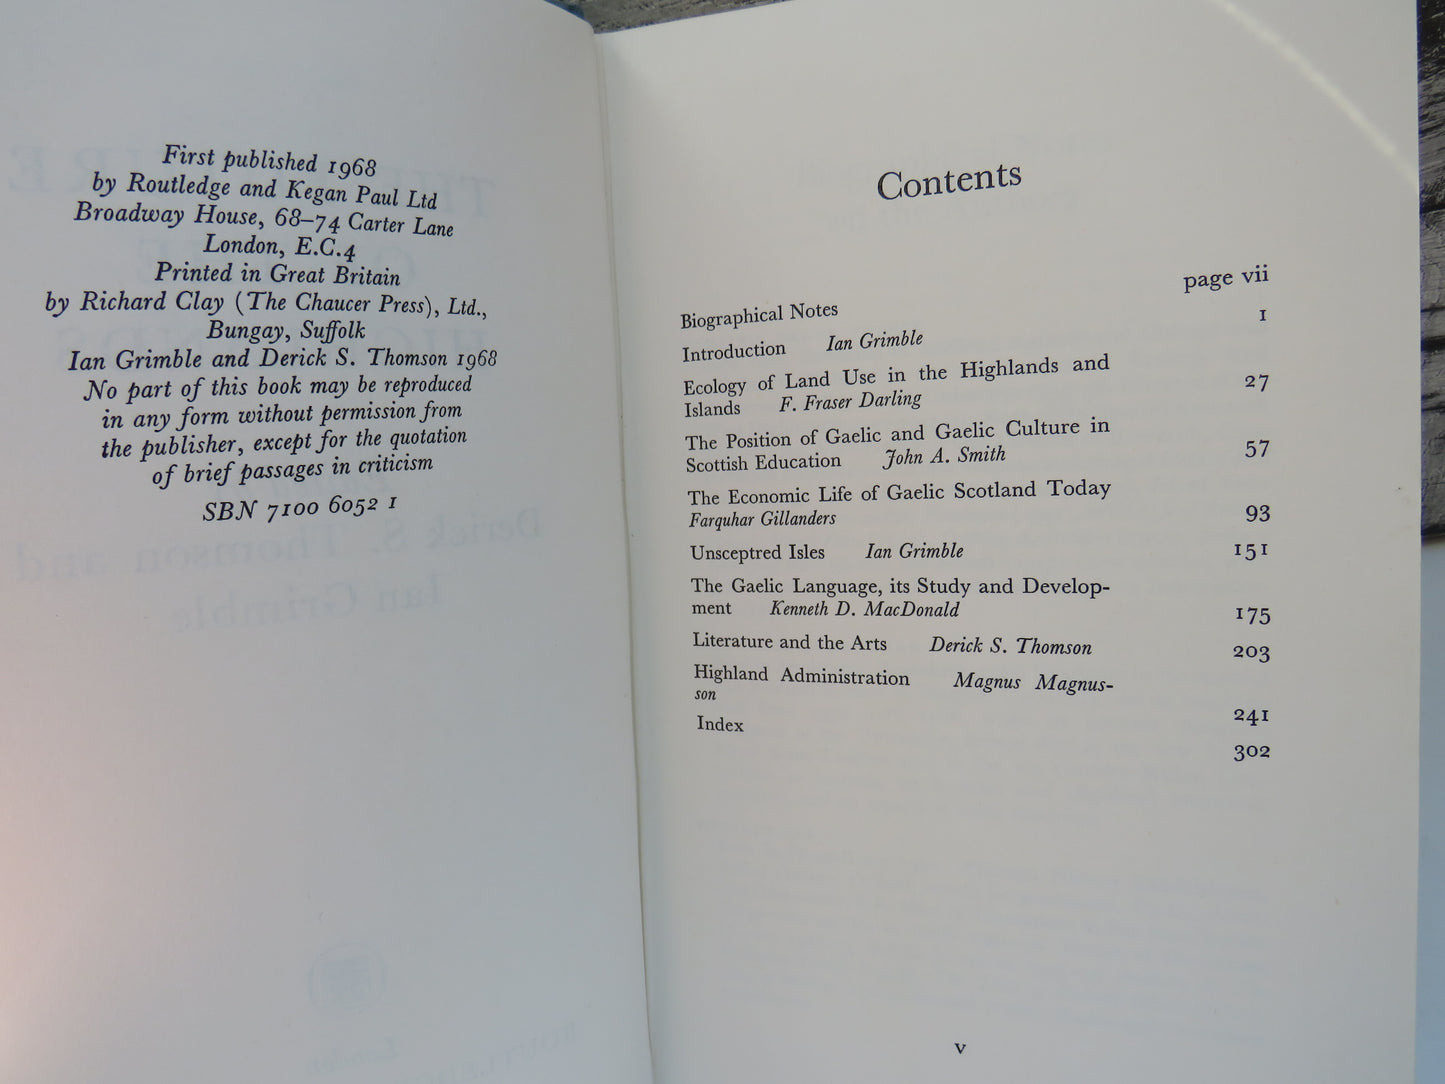 First published 1968
by Routledge and Kegan Paul Ltd
Broadway House, 68–74 Carter Lane
London, E.C.4
Printed in Great Britain
by Richard Clay (The Chaucer Press), Ltd.,
Bungay, Suffolk
Ian Grimble and Derick S. Thomson 1968
No part of this book may be reproduced
in any form without permission from
the publisher, except for the quotation
of brief passages in criticism
SBN 7100 6052 1
Contents
Biographical Notes page vii
Introduction Ian Grimble 1
Ecology of Land Use in the Highlands and
Islands F. Fraser Darling 27
The Position of Gaelic and Gaelic Culture in
Scottish Education John A. Smith 57
The Economic Life of Gaelic Scotland Today
Farquhar Gillanders 93
Unsceptred Isles Ian Grimble 151
The Gaelic Language, its Study and Develop-
ment Kenneth D. MacDonald 175
Literature and the Arts Derick S. Thomson 203
Highland Administration Magnus Magnus-
son 241
Index 302
v